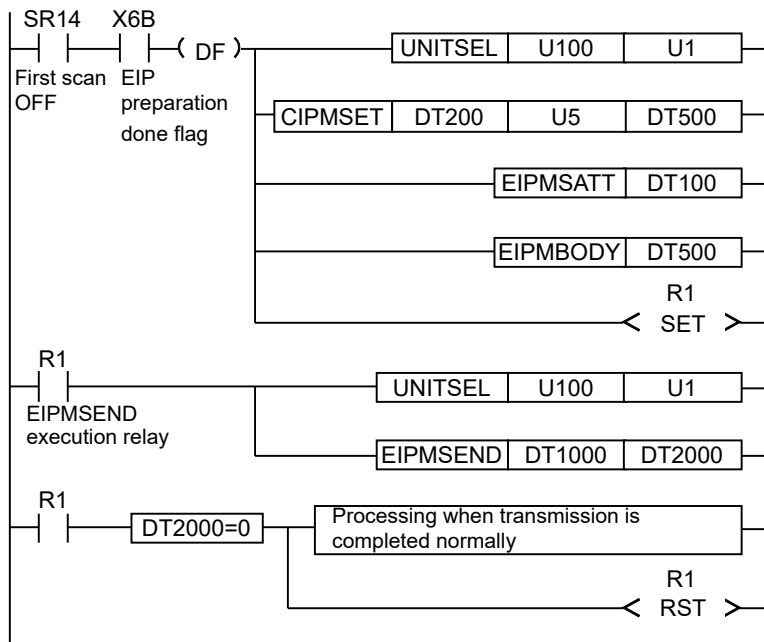 SR14 X6B
( DF ) UNITSEL U100 U1
First scan EIP
OFF preparation
done flag
CIPMSET DT200 U5 DT500
EIPMSATT DT100
EIPMBODY DT500
R1
< SET >
R1
UNITSEL U100 U1
EIPMSEND
execution relay
EIPMSEND DT1000 DT2000
R1
DT2000=0 Processing when transmission is
completed normally
R1
< RST >